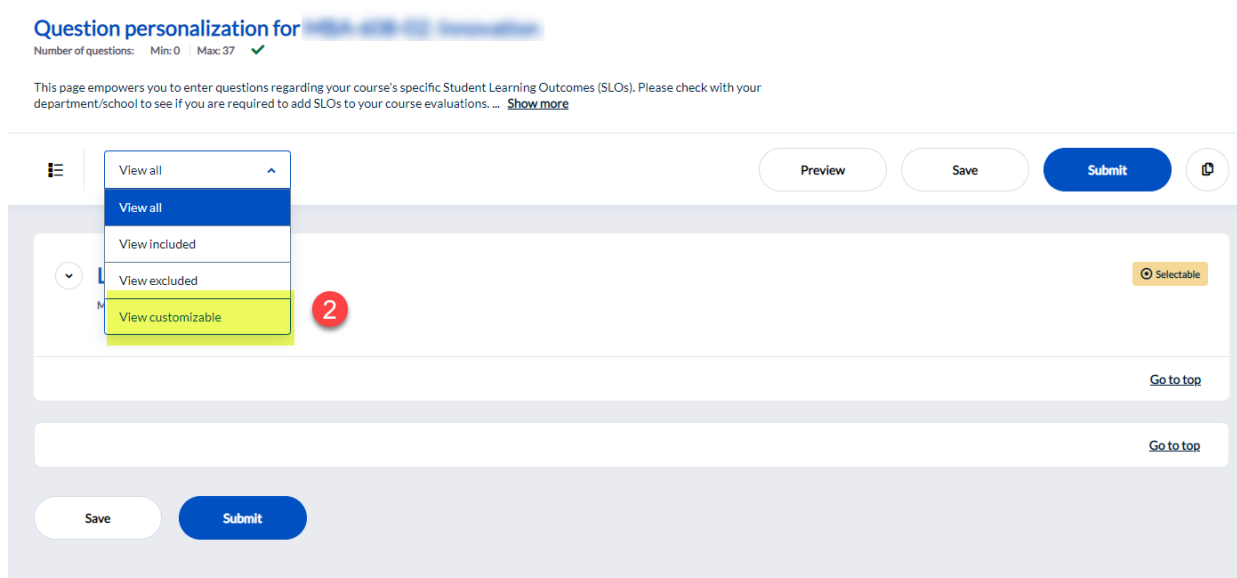 Question personalization for
Number of questions: Min: 0 Max: 37
This page empowers you to enter questions regarding your course's specific Student Learning Outcomes (SLOs). Please check with your
department/school to see if you are required to add SLOs to your course evaluations. ... Show more
View all
Preview
Save
Submit
View all
View included
View excluded
Selectable
View customizable
2
Go to top
Go to top
Save
Submit